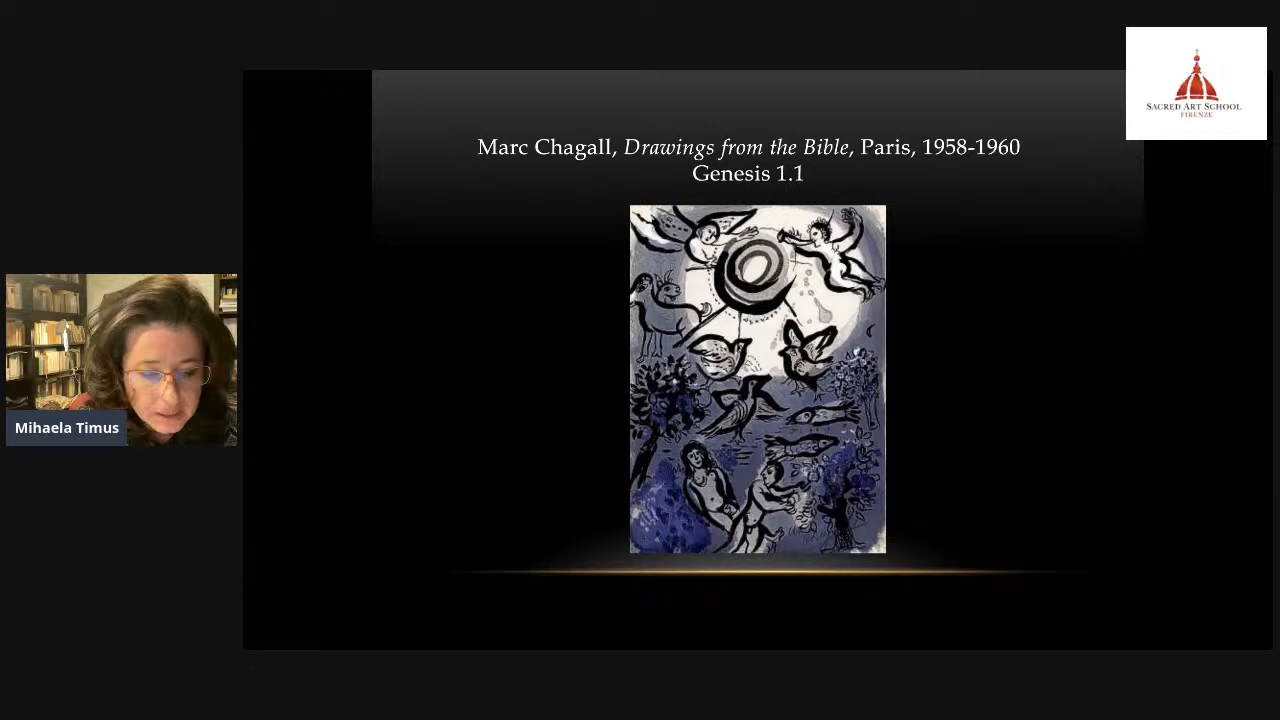 SACRED ART SCHOOL
FIRENZE
Marc Chagall, Drawings from the Bible, Paris, 1958-1960
Genesis 1.1
Mihaela Timus